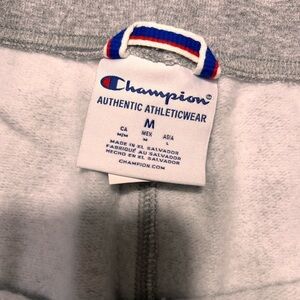 Champion®
AUTHENTIC ATHLETICWEAR
M
CA MEX ASIA
M/M M L
MADE IN EL SALVADOR
FABRIQUÉ AU SALVADOR
HECHO EN EL SALVADOR
CHAMPION.COM